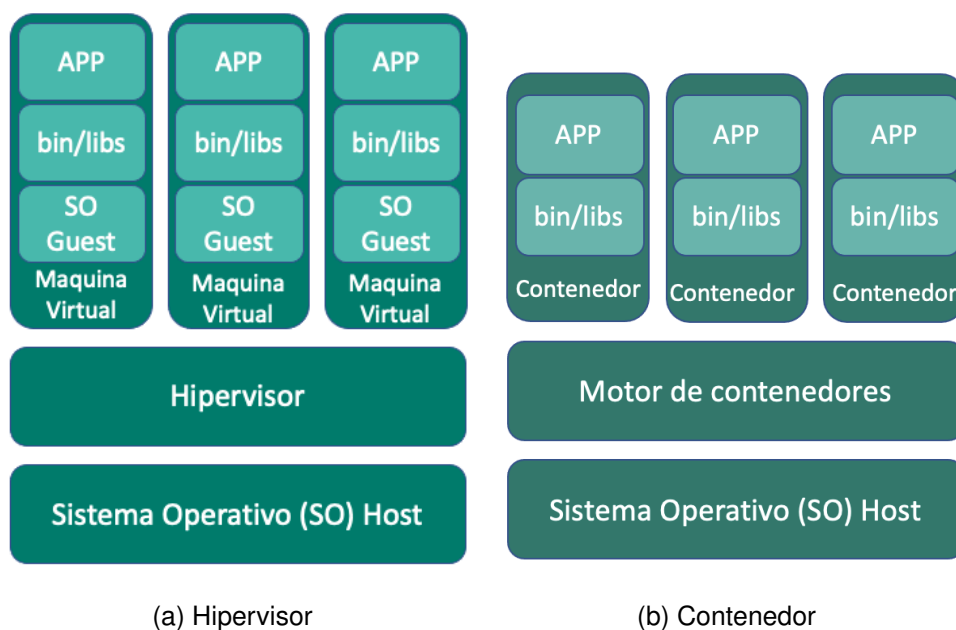 APP
bin/libs
SO
Guest
Maquina
Virtual
APP
bin/libs
SO
Guest
Maquina
Virtual
APP
bin/libs
SO
Guest
Maquina
Virtual
Hipervisor
Sistema Operativo (SO) Host
(a) Hipervisor
APP
bin/libs
Contenedor
APP
bin/libs
Contenedor
APP
bin/libs
Contenedor
Motor de contenedores
Sistema Operativo (SO) Host
(b) Contenedor